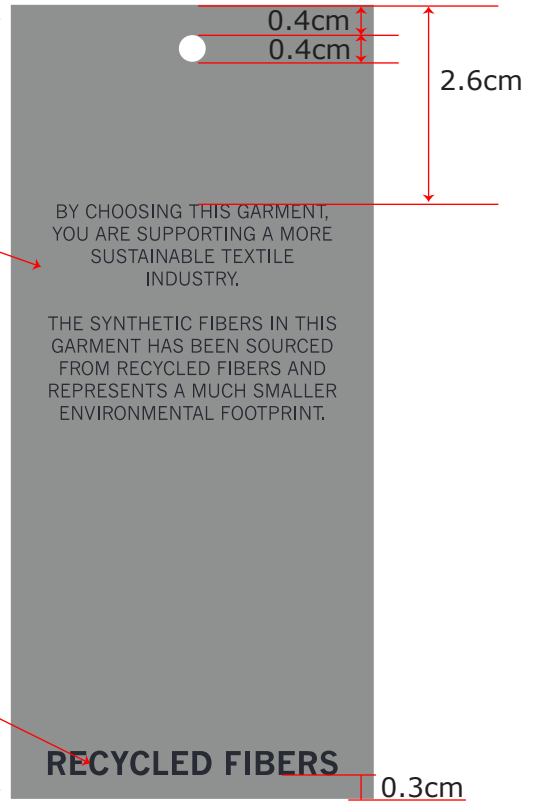 0.4cm
0.4cm
2.6cm
BY CHOOSING THIS GARMENT,
YOU ARE SUPPORTING A MORE
SUSTAINABLE TEXTILE
INDUSTRY.
THE SYNTHETIC FIBERS IN THIS
GARMENT HAS BEEN SOURCED
FROM RECYCLED FIBERS AND
REPRESENTS A MUCH SMALLER
ENVIRONMENTAL FOOTPRINT.
RECYCLED FIBERS
0.3cm